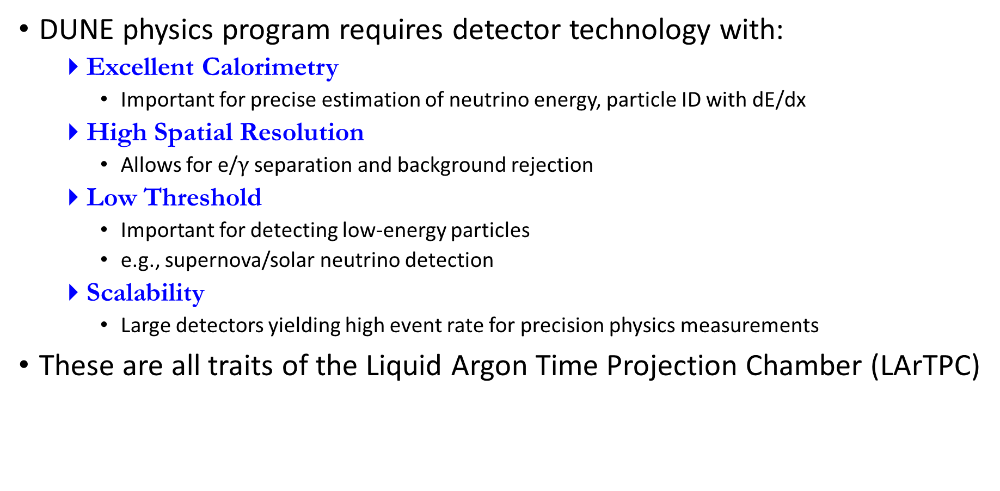 • DUNE physics program requires detector technology with:
Excellent Calorimetry
• Important for precise estimation of neutrino energy, particle ID with dE/dx
High Spatial Resolution
• Allows for e/γ separation and background rejection
Low Threshold
• Important for detecting low-energy particles
• e.g., supernova/solar neutrino detection
Scalability
• Large detectors yielding high event rate for precision physics measurements
• These are all traits of the Liquid Argon Time Projection Chamber (LArTPC)